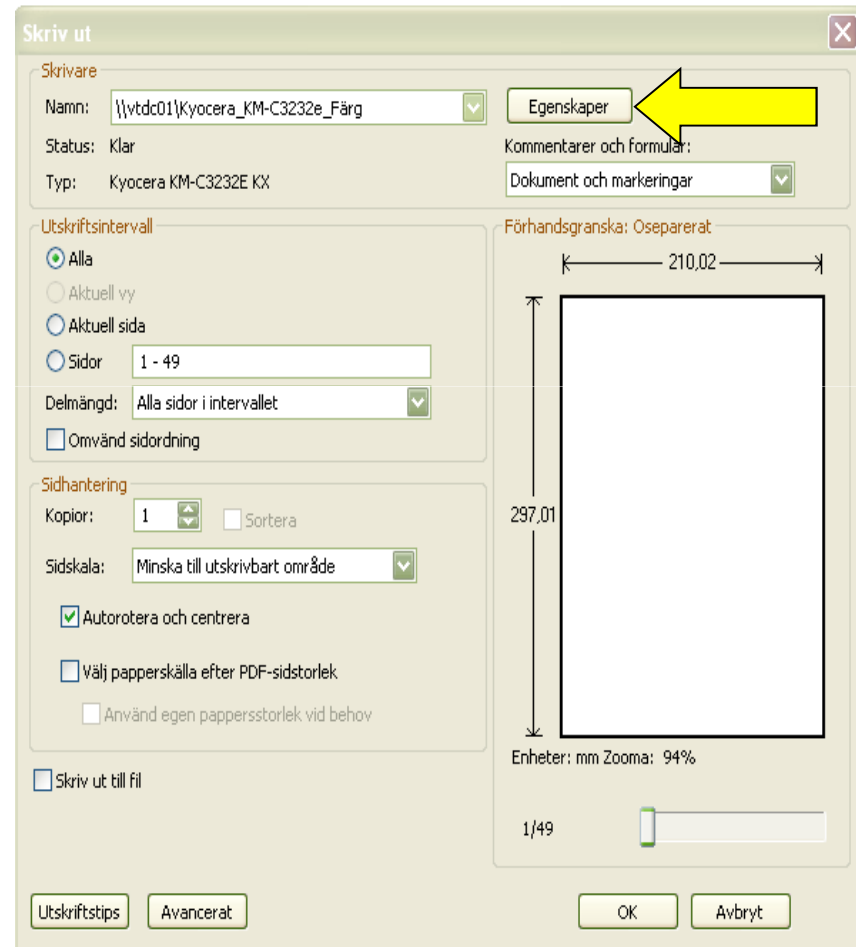 Skriv ut
Skrivare
Namn: \\vtdc01\Kyocera_KM-C3232e_Färg
Egenskaper
Status: Klar
Kommentarer och formulär:
Typ: Kyocera KM-C3232E KX
Dokument och markeringar
Utskriftsintervall
Alla
Aktuell vy
Aktuell sida
Sidor 1 - 49
Delmängd: Alla sidor i intervallet
Omvänd sidordning
Sidhantering
Kopior: 1 Sortera
Sidskala: Minska till utskrivbart område
Autorotera och centrera
Välj papperskälla efter PDF-sidstorlek
Använd egen pappersstorlek vid behov
Skriv ut till fil
Förhandsgranska: Oseparerat
210,02
297,01
Enheter: mm Zooma: 94%
1/49
Utskriftstips Avancerat
OK Avbryt